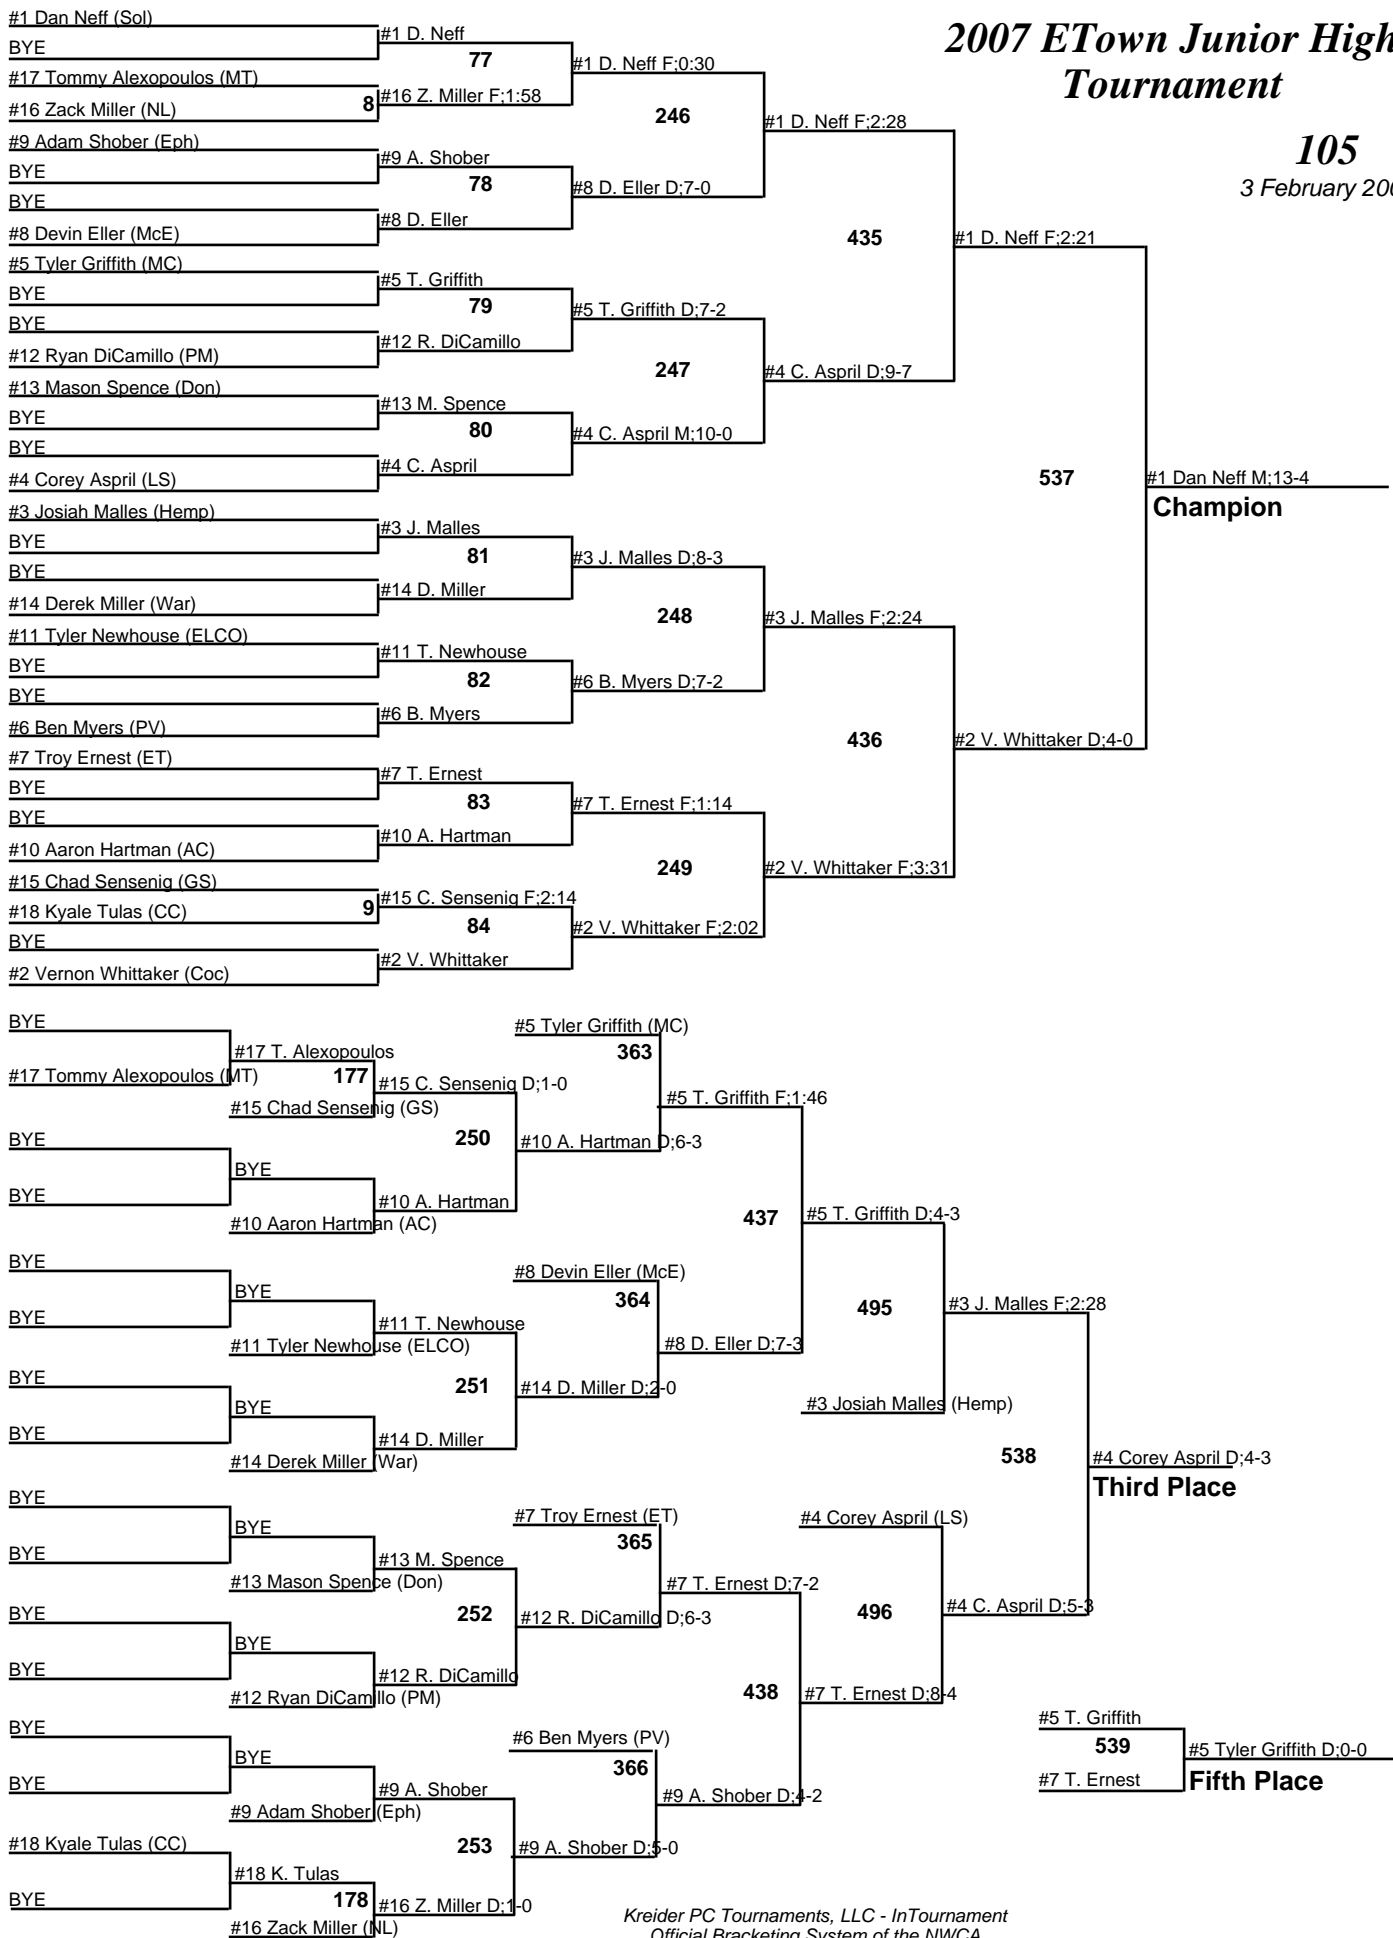 2007 ETown Junior High
Tournament
105
3 February 200
#1 Dan Neff (Sol)
BYE
#17 Tommy Alexopoulos (MT)
#16 Zack Miller (NL)
#9 Adam Shober (Eph)
BYE
BYE
#8 Devin Eller (McE)
#5 Tyler Griffith (MC)
BYE
BYE
#12 Ryan DiCamillo (PM)
#13 Mason Spence (Don)
BYE
BYE
#4 Corey Aspril (LS)
#3 Josiah Malles (Hemp)
BYE
BYE
#14 Derek Miller (War)
#11 Tyler Newhouse (ELCO)
BYE
BYE
#6 Ben Myers (PV)
#7 Troy Ernest (ET)
BYE
BYE
#10 Aaron Hartman (AC)
#15 Chad Sensenig (GS)
#18 Kyale Tulas (CC)
BYE
#2 Vernon Whittaker (Coc)
8
9
#1 D. Neff
77
#16 Z. Miller F;1:58
#9 A. Shober
78
#8 D. Eller
#5 T. Griffith
79
#12 R. DiCamillo
#13 M. Spence
80
#4 C. Aspril
#3 J. Malles
81
#14 D. Miller
#11 T. Newhouse
82
#6 B. Myers
#7 T. Ernest
83
#10 A. Hartman
#15 C. Sensenig F;2:14
84
#2 V. Whittaker
#1 D. Neff F;0:30
246
#8 D. Eller D;7-0
#5 T. Griffith D;7-2
247
#4 C. Aspril M;10-0
#3 J. Malles D;8-3
248
#6 B. Myers D;7-2
#7 T. Ernest F;1:14
249
#2 V. Whittaker F;2:02
#1 D. Neff F;2:28
435
#4 C. Aspril D;9-7
#3 J. Malles F;2:24
436
#2 V. Whittaker F;3:31
#1 D. Neff F;2:21
537
#2 V. Whittaker D;4-0
#1 Dan Neff M;13-4
Champion
BYE
#17 Tommy Alexopoulos (MT)
BYE
BYE
BYE
BYE
BYE
BYE
BYE
BYE
BYE
BYE
BYE
BYE
#18 Kyale Tulas (CC)
BYE
#17 T. Alexopoulos
177
#15 Chad Sensenig (GS)
BYE
#10 Aaron Hartman (AC)
BYE
#11 Tyler Newhouse (ELCO)
BYE
#14 Derek Miller (War)
BYE
#13 Mason Spence (Don)
BYE
#12 Ryan DiCamillo (PM)
BYE
#9 Adam Shober (Eph)
#18 K. Tulas
178
#16 Zack Miller (NL)
#15 C. Sensenig D;1-0
250
#10 A. Hartman
#11 T. Newhouse
251
#14 D. Miller
#13 M. Spence
252
#12 R. DiCamillo
#9 A. Shober
253
#16 Z. Miller D;1-0
#5 Tyler Griffith (MC)
363
#10 A. Hartman D;6-3
#8 Devin Eller (McE)
364
#14 D. Miller D;2-0
#7 Troy Ernest (ET)
365
#12 R. DiCamillo D;6-3
#6 Ben Myers (PV)
366
#9 A. Shober D;5-0
#5 T. Griffith F;1:46
437
#8 D. Eller D;7-3
#7 T. Ernest D;7-2
438
#9 A. Shober D;4-2
#5 T. Griffith D;4-3
495
#3 Josiah Malles (Hemp)
#4 Corey Aspril (LS)
496
#7 T. Ernest D;8-4
#3 J. Malles F;2:28
538
#4 C. Aspril D;5-3
#4 Corey Aspril D;4-3
Third Place
#5 T. Griffith
539
#7 T. Ernest
#5 Tyler Griffith D;0-0
Fifth Place
Kreider PC Tournaments, LLC - InTournament
Official Bracketing System of the NWCA